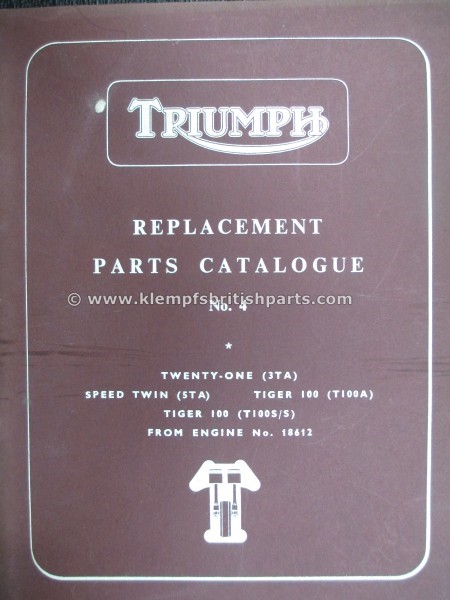 TRIUMPH
REPLACEMENT
PARTS CATALOGUE
© www.klempfsbritishparts.com
No. 4
*
TWENTY-ONE (3TA)
SPEED TWIN (5TA) TIGER 100 (T100A)
TIGER 100 (T100S/S)
FROM ENGINE No. 18612